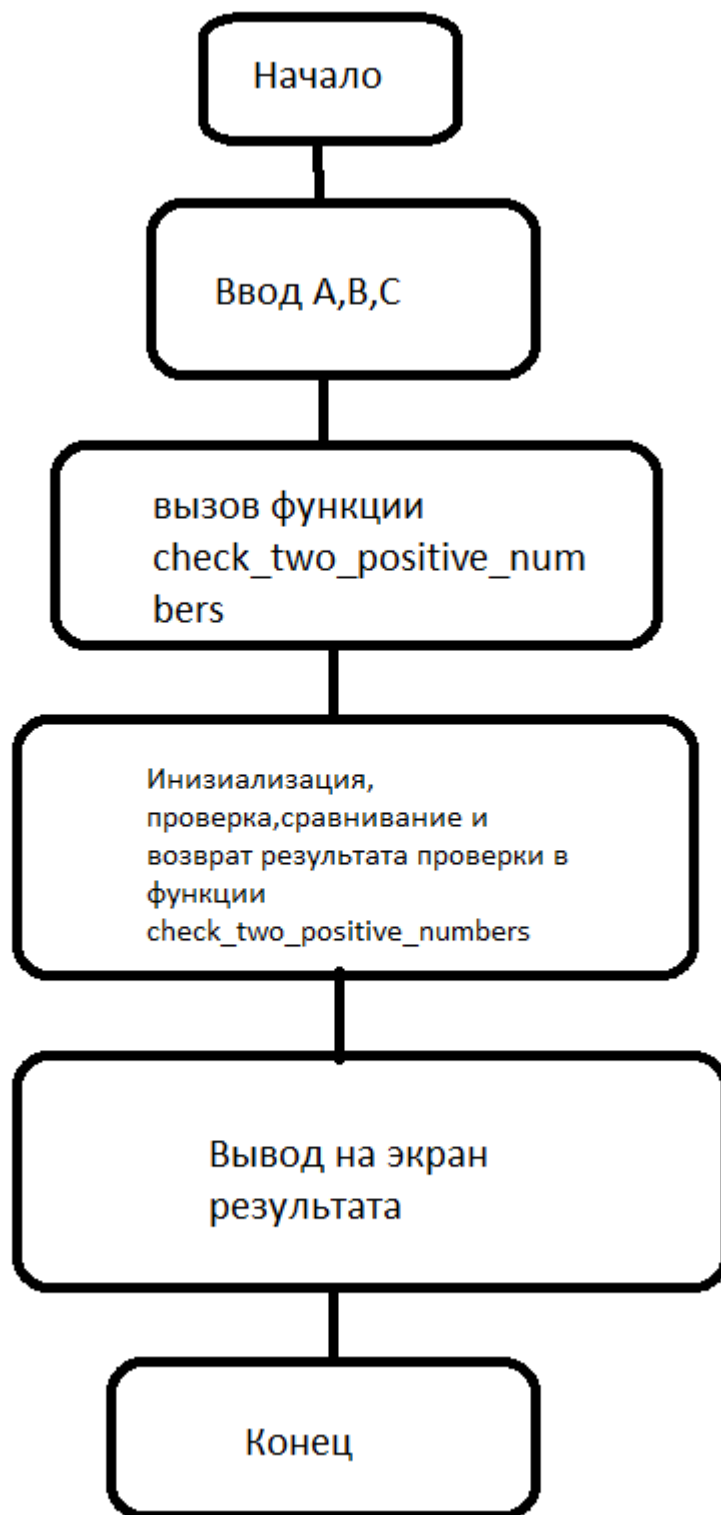 Начало
Ввод A,B,C
вызов функции
check_two_positive_num
bers
Инизиализация,
проверка,сравнивание и
возврат результата проверки в
функции
check_two_positive_numbers
Вывод на экран
результата
Конец